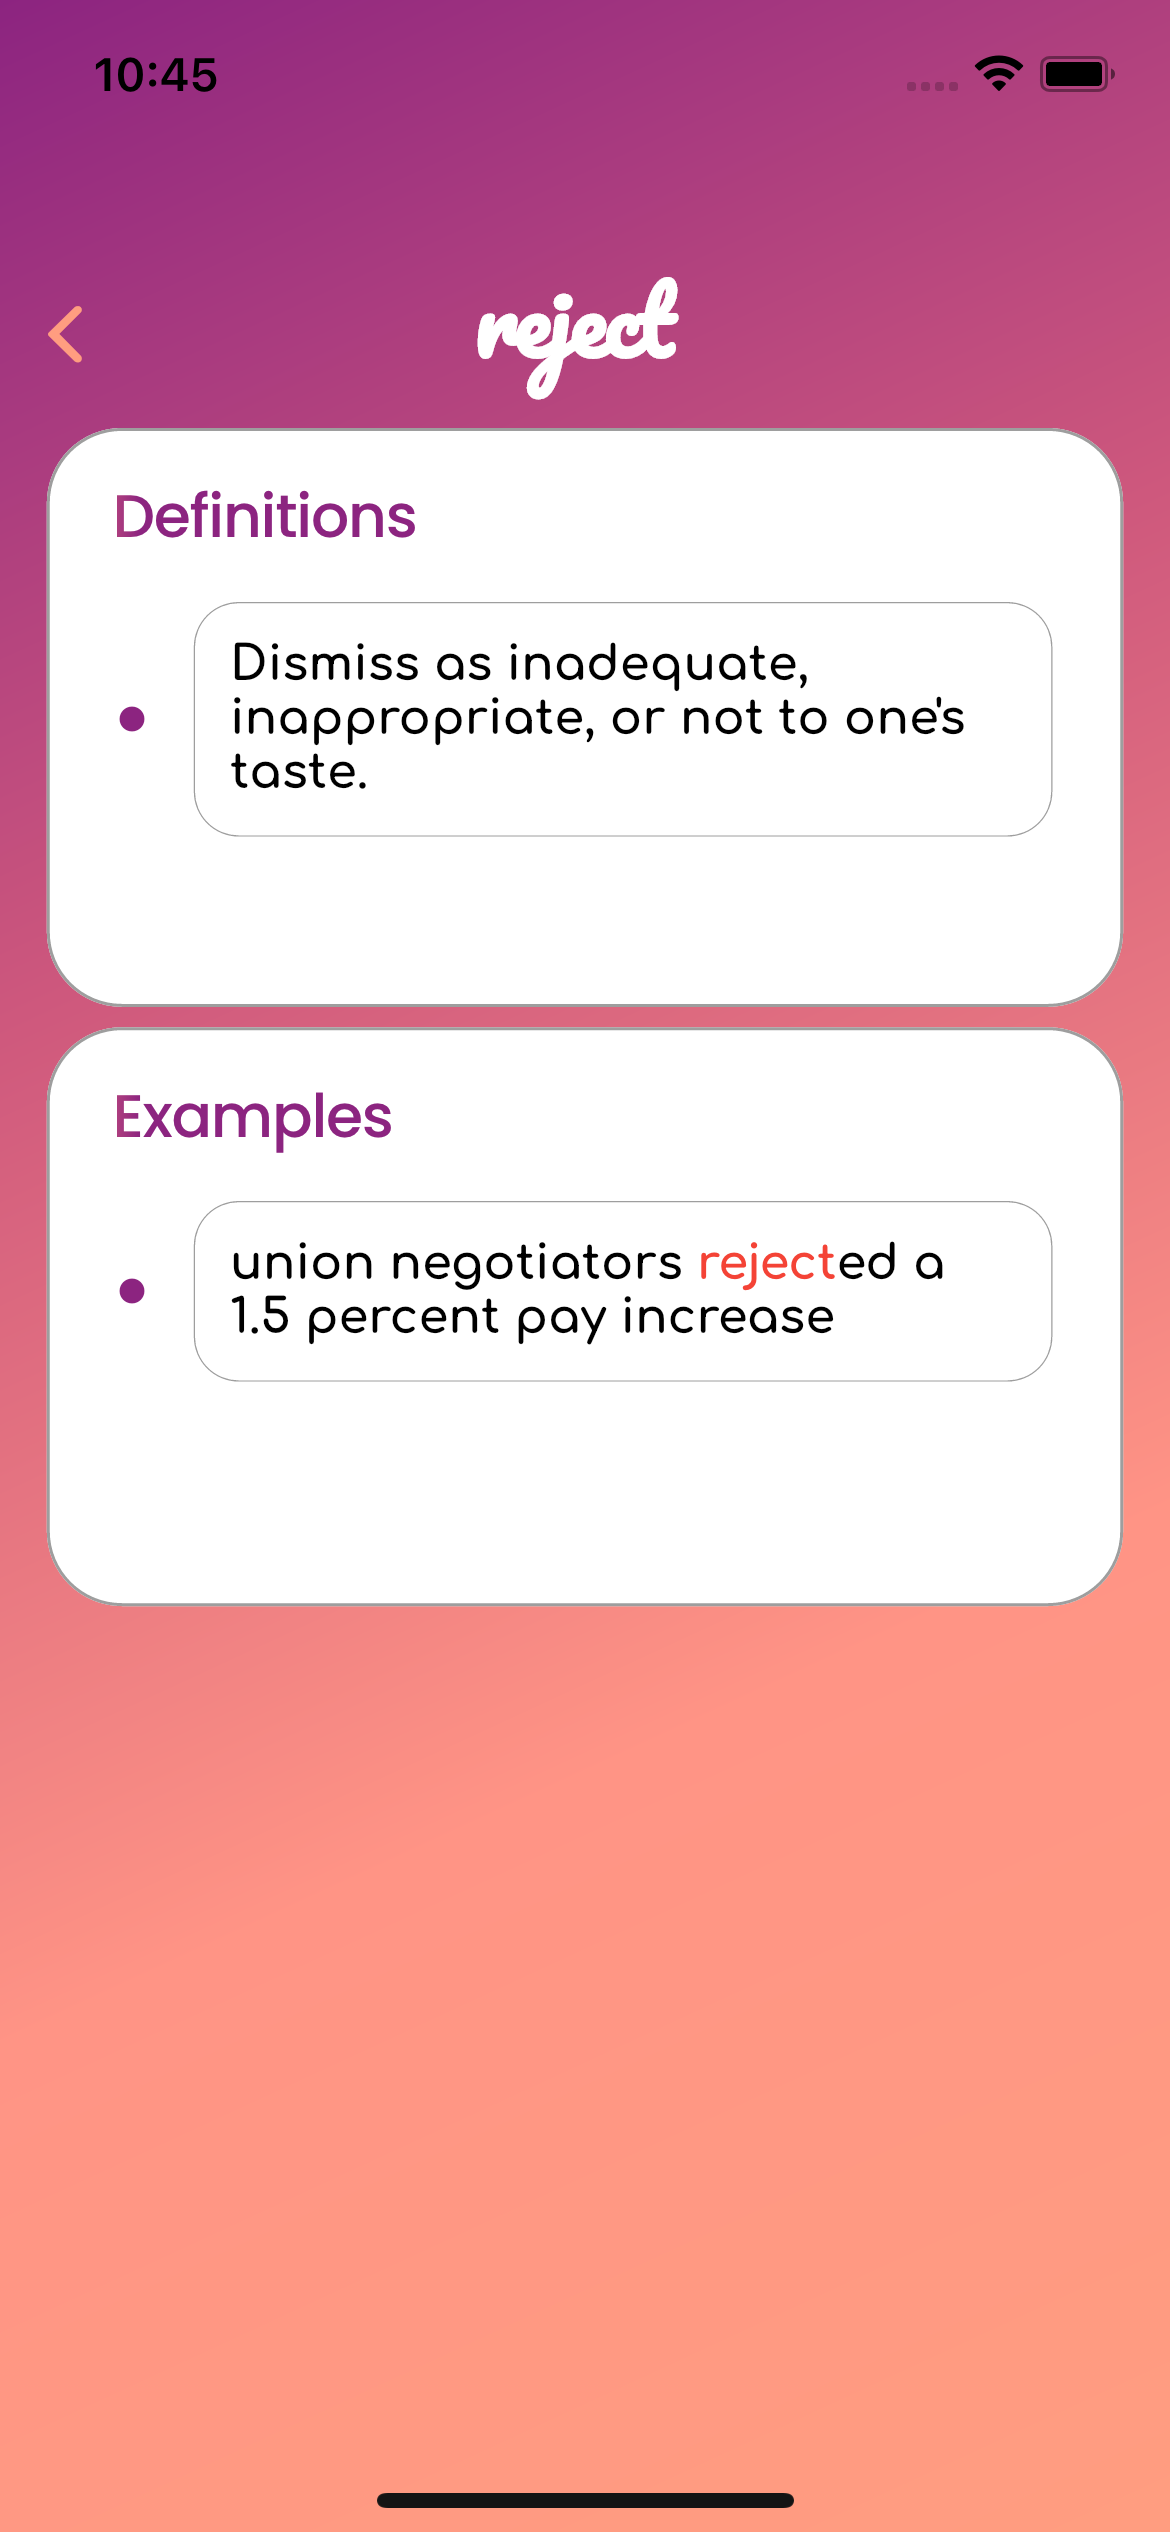 10:45
reject
Definitions
Dismiss as inadequate,
inappropriate, or not to one's
taste.
Examples
union negotiators rejected a
1.5 percent pay increase